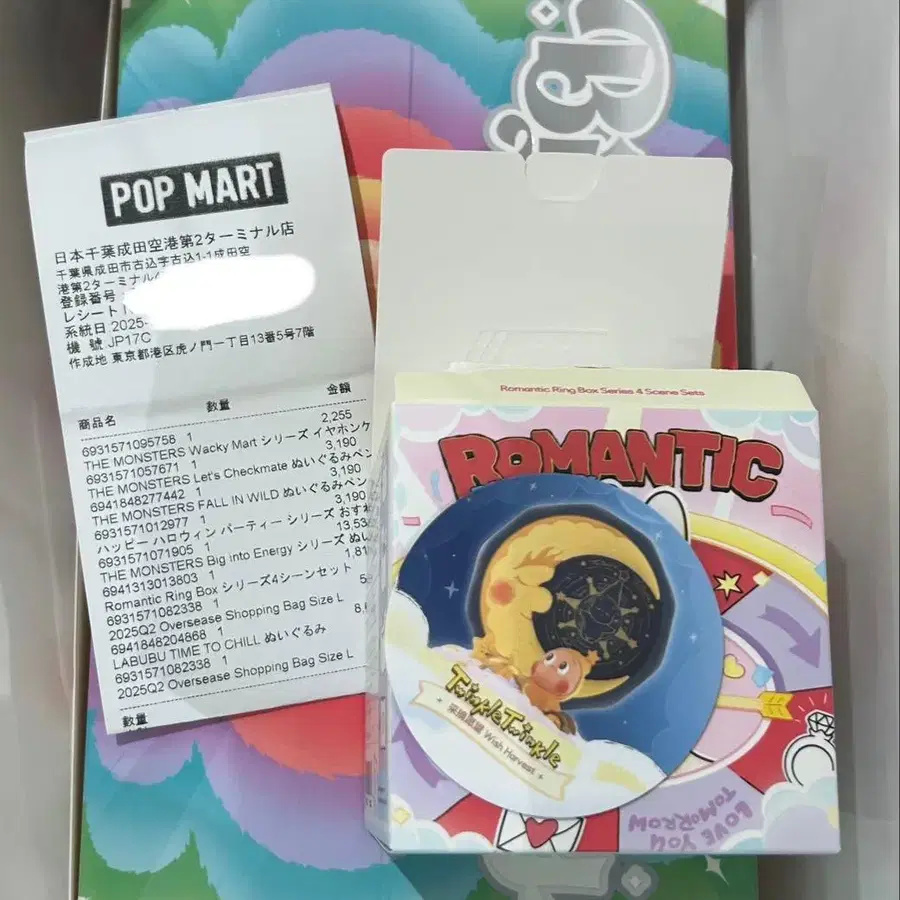 POP MART
日本千葉成田空港第2ターミナル店
千葉県成田市古込字古込1-1成田空
港第2ターミナル
登録番号
レシート
系統日 2025-
機 號 JP17C
作成地 東京都港区虎ノ門一丁目13番5号7階
商品名 数量 金額
6931571095758 1 2,255
THE MONSTERS Wacky Mart シリーズ イヤホンケ
6931571057671 1 3,190
THE MONSTERS Let's Checkmate ぬいぐるみペン
6941848277442 1 3,190
THE MONSTERS FALL IN WILD ぬいぐるみペン
6931571012977 1 3,190
ハッピー ハロウィン パーティー シリーズ おすわ
6931571071905 1 13,53
THE MONSTERS Big into Energy シリーズ ぬい
6941313013803 1 1,81
Romantic Ring Box シリーズ4シーンセット
6931571082338 1
2025Q2 Oversease Shopping Bag Size L
6941848204868 1
LABUBU TIME TO CHILL ぬいぐるみ
6931571082338 1
2025Q2 Oversease Shopping Bag Size L
数量
Romantic Ring Box Series 4 Scene Sets
ROMANTIC
Twinkle Twinkle
Wish Harvest
LOVE YOU
TOMORROW